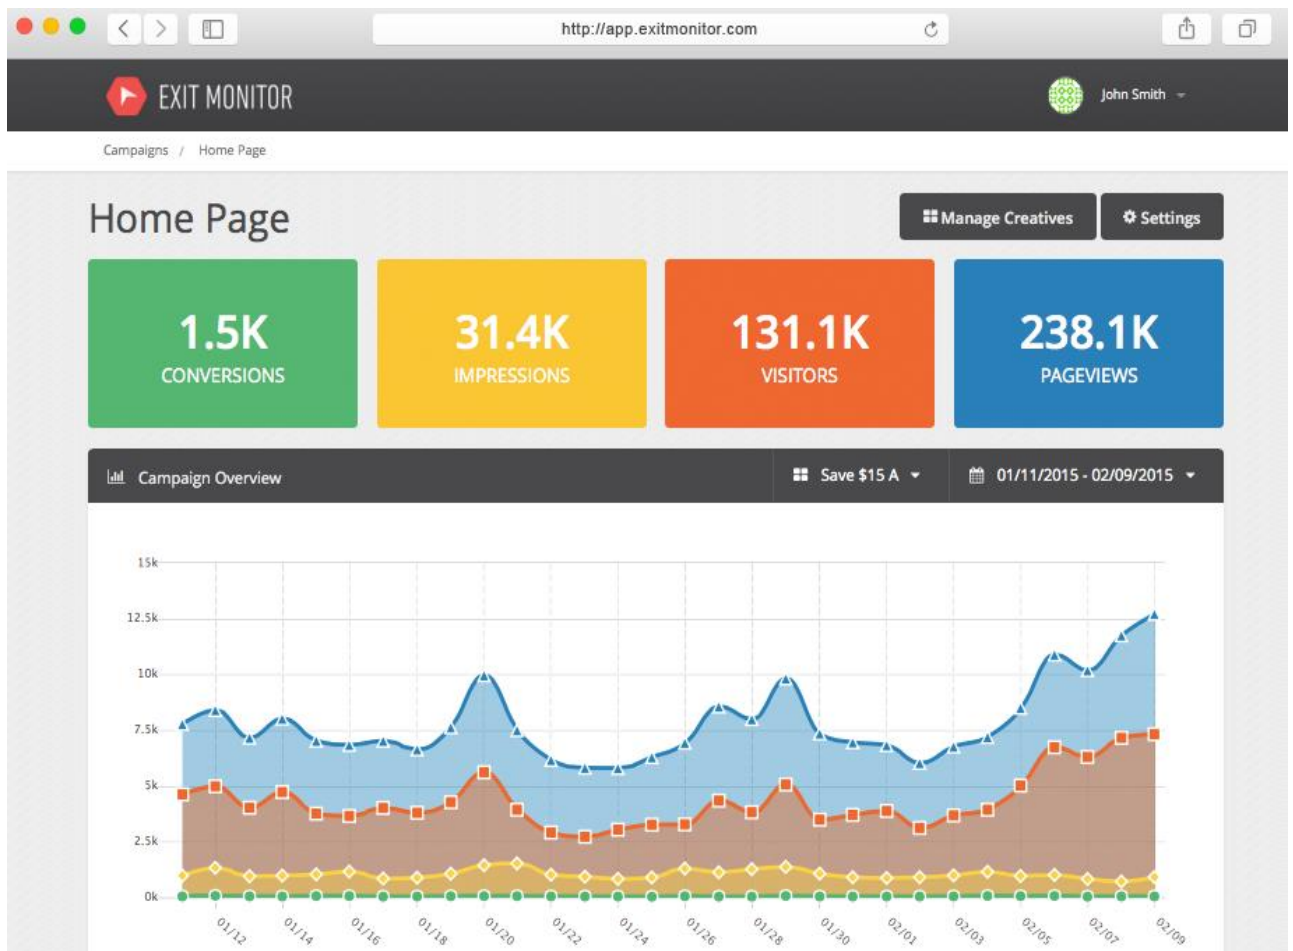 http://app.exitmonitor.com
EXIT MONITOR
John Smith
Campaigns / Home Page
Home Page
Manage Creatives
Settings
1.5K
CONVERSIONS
31.4K
IMPRESSIONS
131.1K
VISITORS
238.1K
PAGEVIEWS
Campaign Overview
Save $15 A
01/11/2015 - 02/09/2015
15k
12.5k
10k
7.5k
5k
2.5k
0k
01/12
01/14
01/16
01/18
01/20
01/22
01/24
01/26
01/28
01/30
02/01
02/03
02/05
02/07
02/09